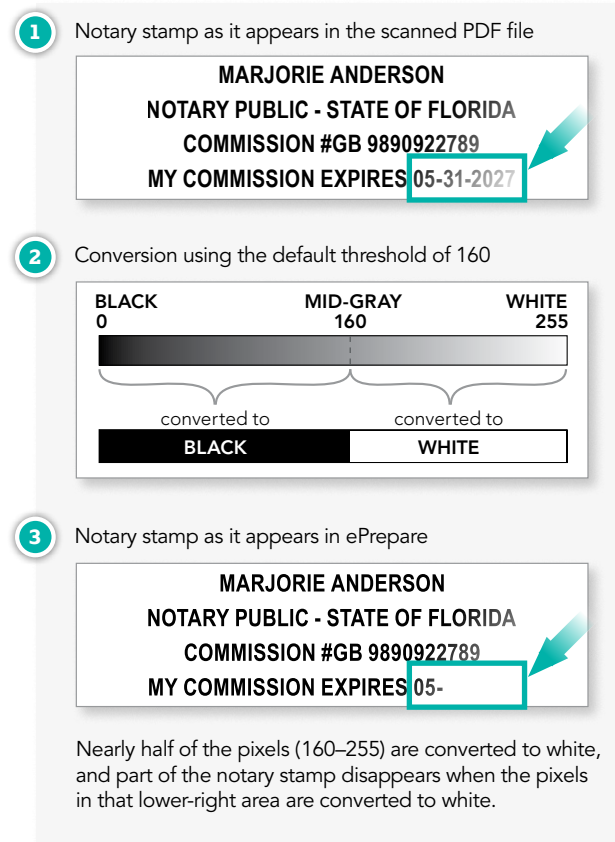 1 Notary stamp as it appears in the scanned PDF file
MARJORIE ANDERSON
NOTARY PUBLIC - STATE OF FLORIDA
COMMISSION #GB 9890922789
MY COMMISSION EXPIRES 05-31-2027
2 Conversion using the default threshold of 160
BLACK MID-GRAY WHITE
0 160 255
converted to converted to
BLACK WHITE
3 Notary stamp as it appears in ePrepare
MARJORIE ANDERSON
NOTARY PUBLIC - STATE OF FLORIDA
COMMISSION #GB 9890922789
MY COMMISSION EXPIRES 05-
Nearly half of the pixels (160–255) are converted to white,
and part of the notary stamp disappears when the pixels
in that lower-right area are converted to white.